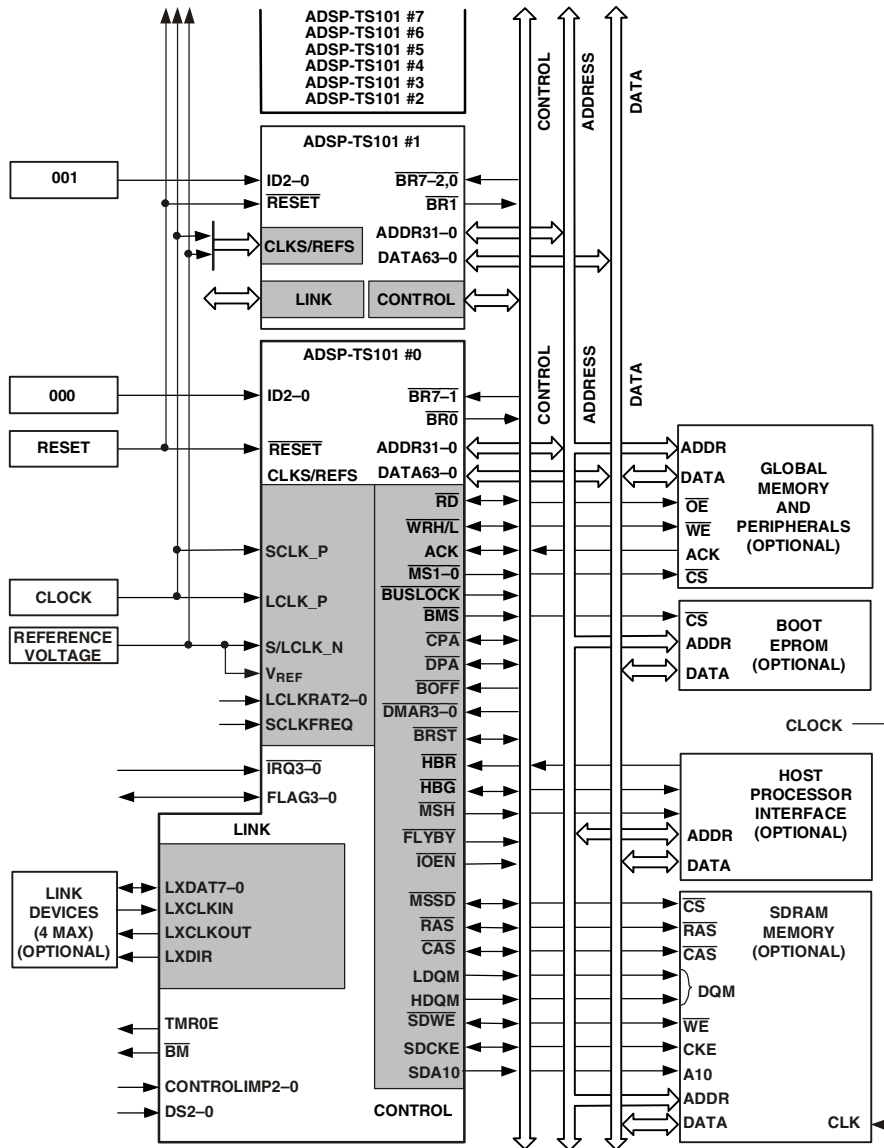 ADSP-TS101 #7
ADSP-TS101 #6
ADSP-TS101 #5
ADSP-TS101 #4
ADSP-TS101 #3
ADSP-TS101 #2
CONTROL
ADDRESS
DATA
ADSP-TS101 #1
001
ID2–0
BR7–2,0
RESET
BR1
ADDR31–0
CLKS/REFS
DATA63–0
LINK
CONTROL
CONTROL
ADDRESS
DATA
ADSP-TS101 #0
000
ID2–0
BR7–1
BR0
RESET
RESET
ADDR31–0
CLKS/REFS
DATA63–0
RD
WRH/L
SCLK_P
ACK
MS1–0
CLOCK
LCLK_P
BUSLOCK
BMS
REFERENCE
VOLTAGE
S/LCLK_N
CPA
VREF
DPA
LCLKRAT2–0
BOFF
SCLKFREQ
DMAR3–0
BRST
IRQ3–0
HBR
FLAG3–0
HBG
MSH
LINK
FLYBY
IOEN
LINK
DEVICES
(4 MAX)
(OPTIONAL)
LXDAT7–0
LXCLKIN
LXCLKOUT
LXDIR
MSSD
RAS
CAS
LDQM
HDQM
SDWE
SDCKE
SDA10
TMR0E
BM
CONTROLIMP2–0
DS2–0
CONTROL
ADDR
DATA
OE
WE
ACK
CS
GLOBAL
MEMORY
AND
PERIPHERALS
(OPTIONAL)
CS
ADDR
DATA
BOOT
EPROM
(OPTIONAL)
CLOCK
HOST
PROCESSOR
INTERFACE
(OPTIONAL)
ADDR
DATA
SDRAM
MEMORY
(OPTIONAL)
CS
RAS
CAS
DQM
WE
CKE
A10
ADDR
DATA
CLK